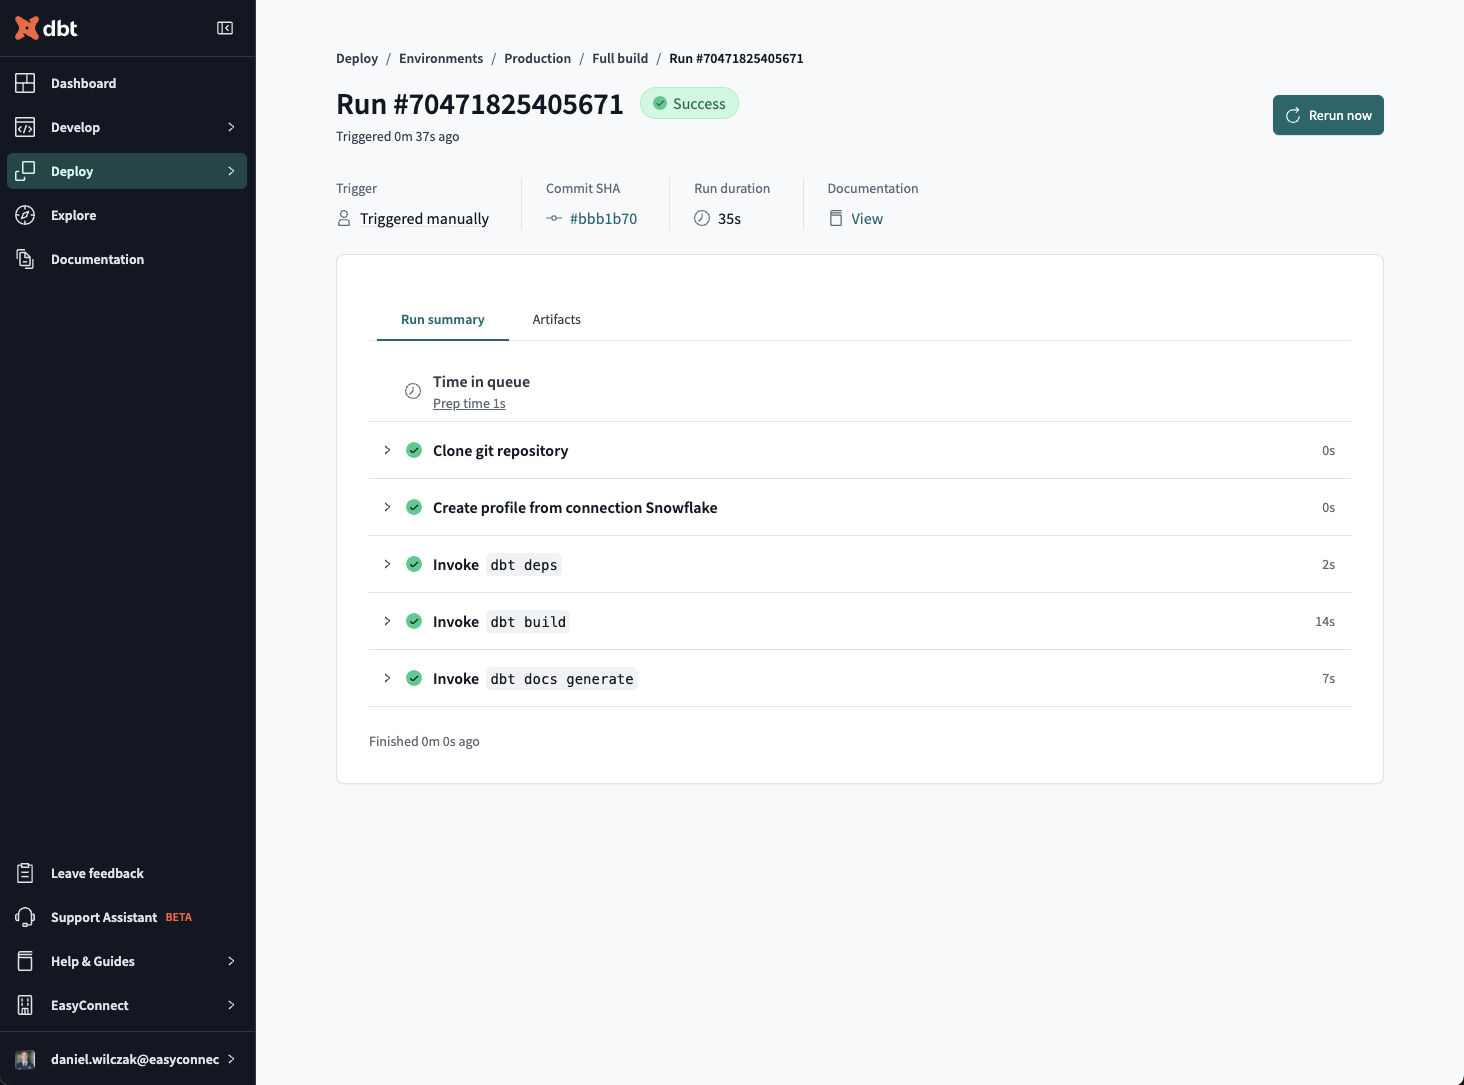 dbt
Dashboard
Develop
Deploy
Explore
Documentation
Leave feedback
Support Assistant BETA
Help & Guides
EasyConnect
daniel.wilczak@easyconnec
Deploy / Environments / Production / Full build / Run #70471825405671
Run #70471825405671 Success
Triggered 0m 37s ago
Rerun now
Trigger Commit SHA Run duration Documentation
Triggered manually #bbb1b70 35s View
Run summary Artifacts
Time in queue
Prep time 1s
Clone git repository 0s
Create profile from connection Snowflake 0s
Invoke dbt deps 2s
Invoke dbt build 14s
Invoke dbt docs generate 7s
Finished 0m 0s ago